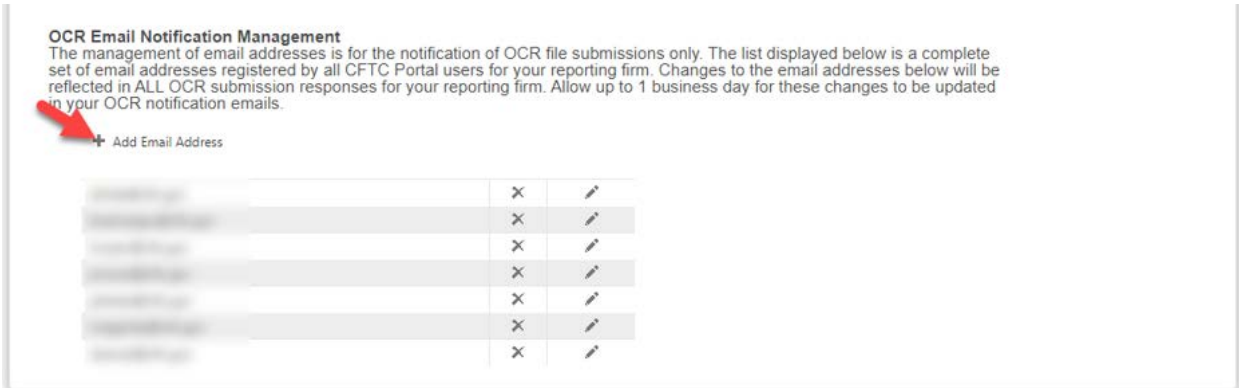 OCR Email Notification Management
The management of email addresses is for the notification of OCR file submissions only. The list displayed below is a complete
set of email addresses registered by all CFTC Portal users for your reporting firm. Changes to the email addresses below will be
reflected in ALL OCR submission responses for your reporting firm. Allow up to 1 business day for these changes to be updated
in your OCR notification emails.
Add Email Address